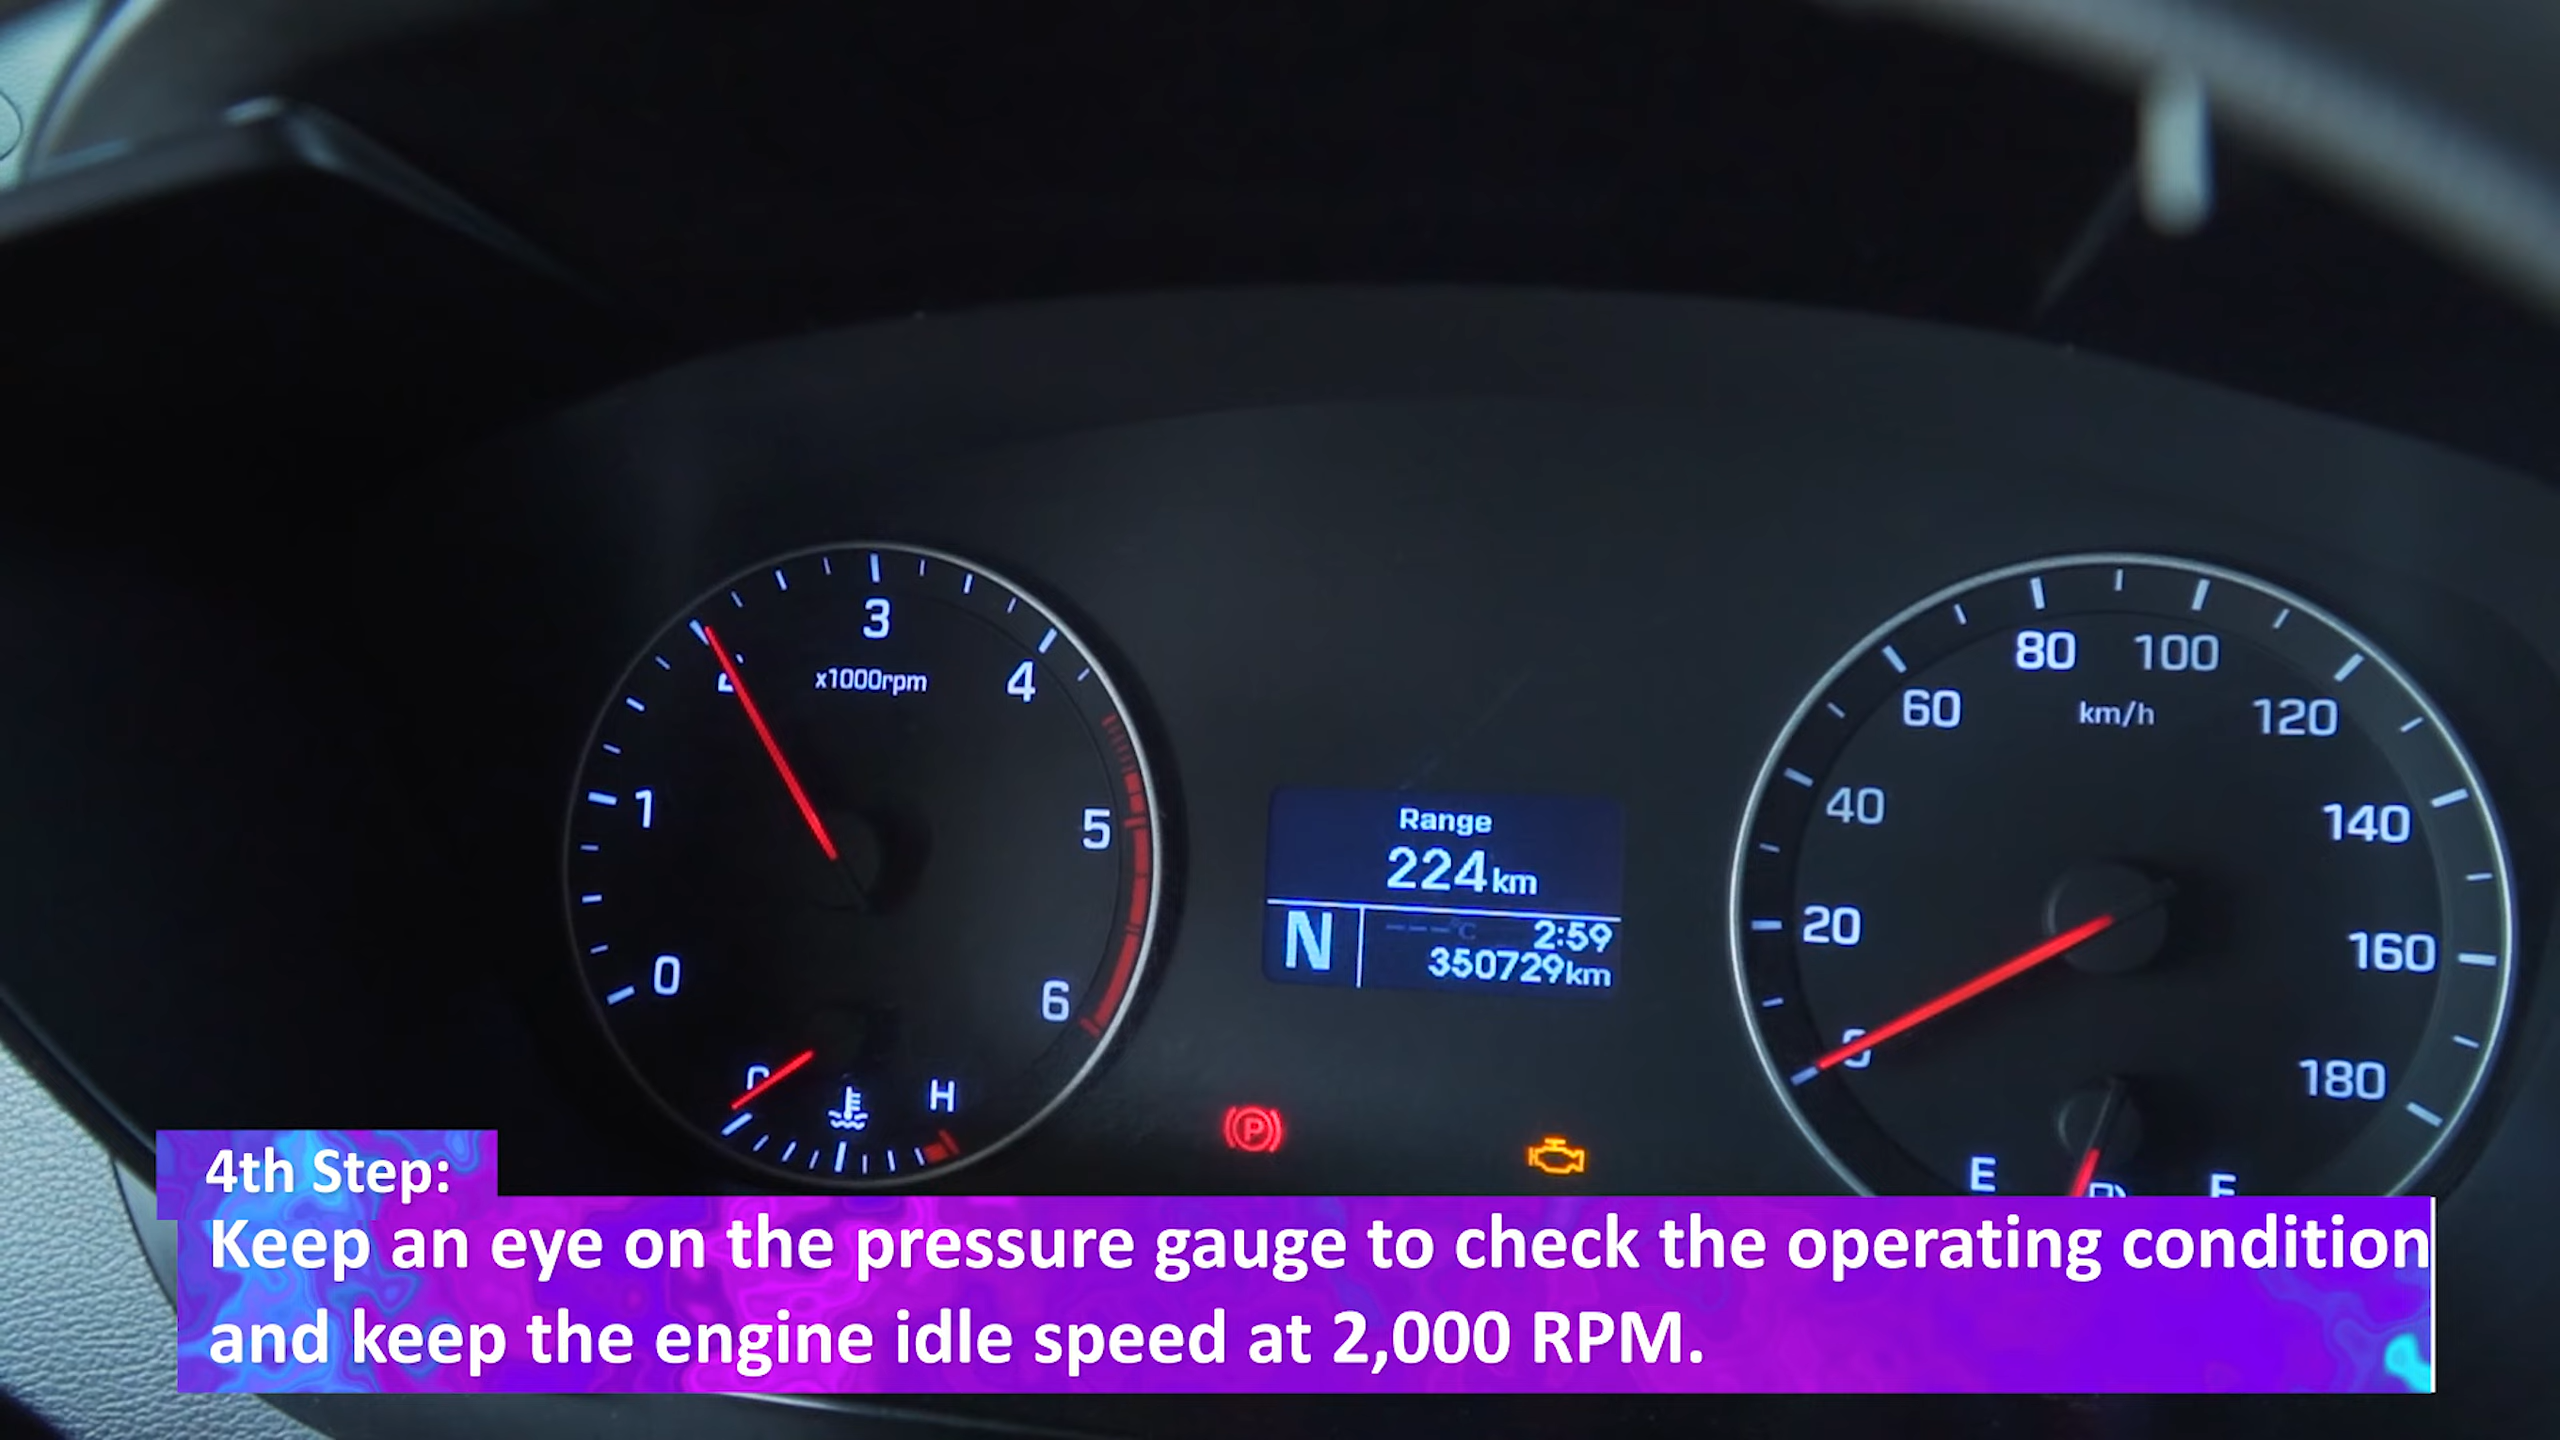 3
x1000rpm
4
2
1
5
0
6
C
H
Range
224km
N
---°C 2:59
350729km
80 100
60
km/h
120
40
140
20
160
0
180
E
F
4th Step:
Keep an eye on the pressure gauge to check the operating condition
and keep the engine idle speed at 2,000 RPM.
P